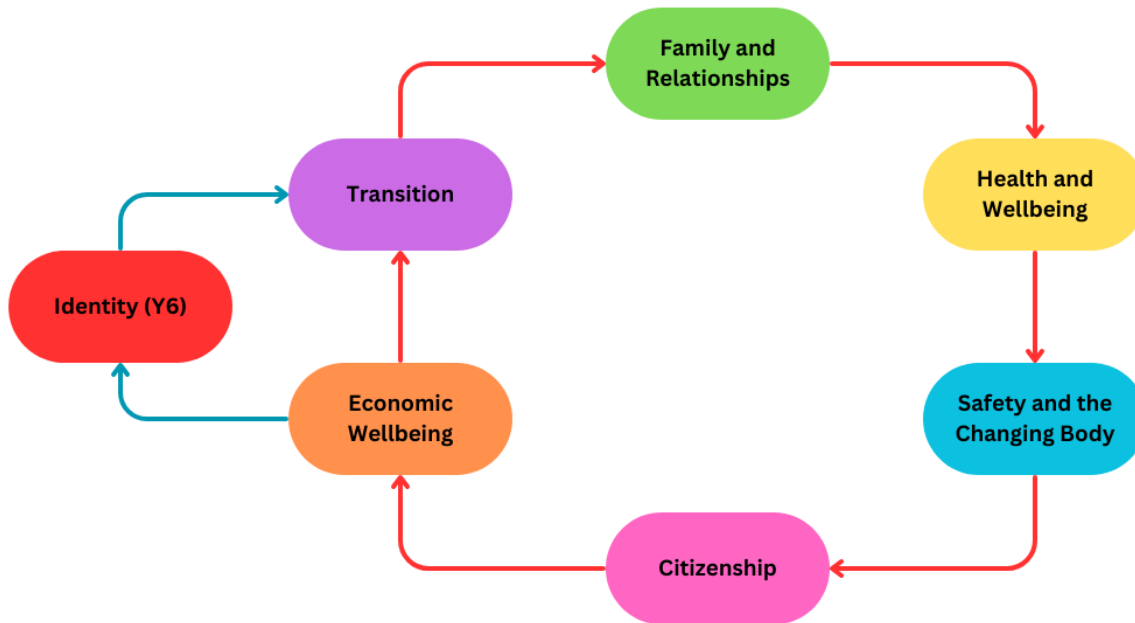 Family and
Relationships
Transition
Health and
Wellbeing
Identity (Y6)
Economic
Wellbeing
Safety and the
Changing Body
Citizenship